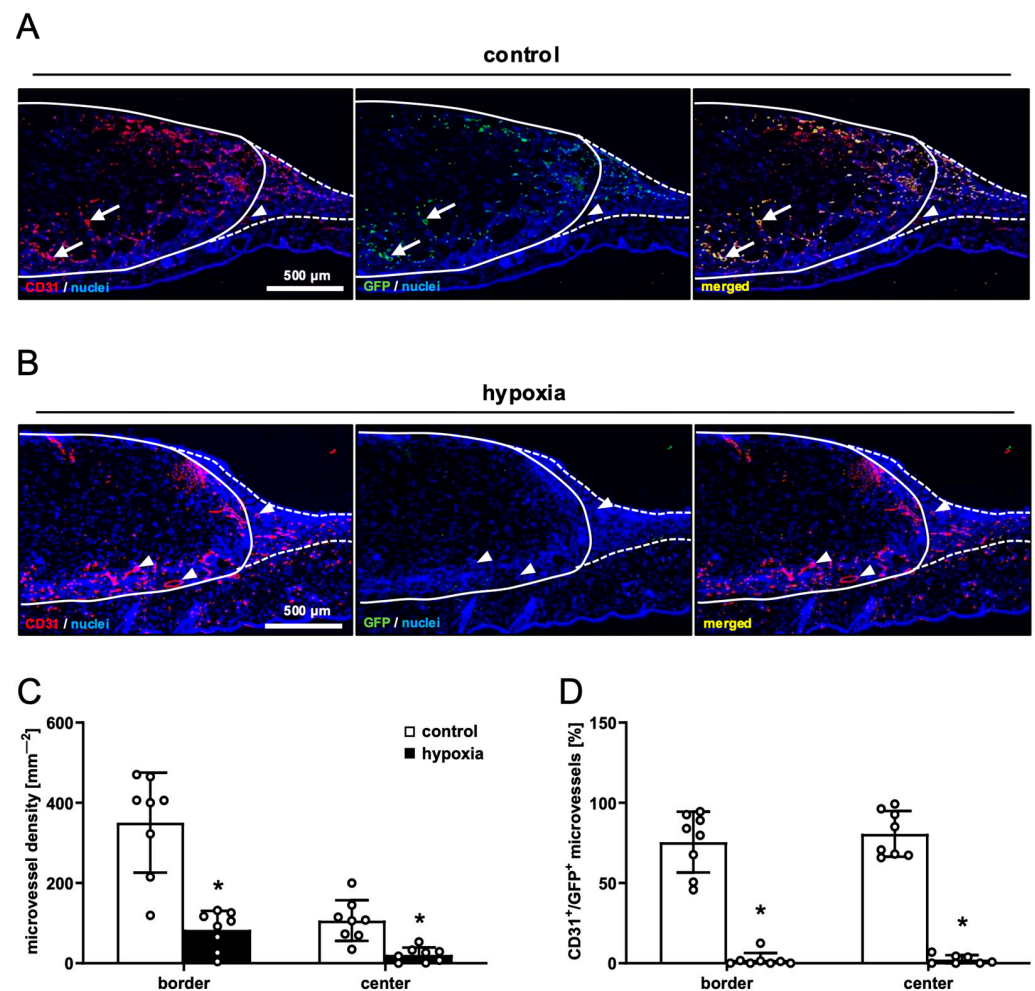 A
control
CD31 / nuclei
500 µm
GFP / nuclei
merged
B
hypoxia
CD31 / nuclei
500 µm
GFP / nuclei
merged
C
microvessel density [mm⁻²]
600
400
200
0
border
center
control
hypoxia
*
*
D
CD31⁺/GFP⁺ microvessels [%]
150
100
50
0
border
center
*
*